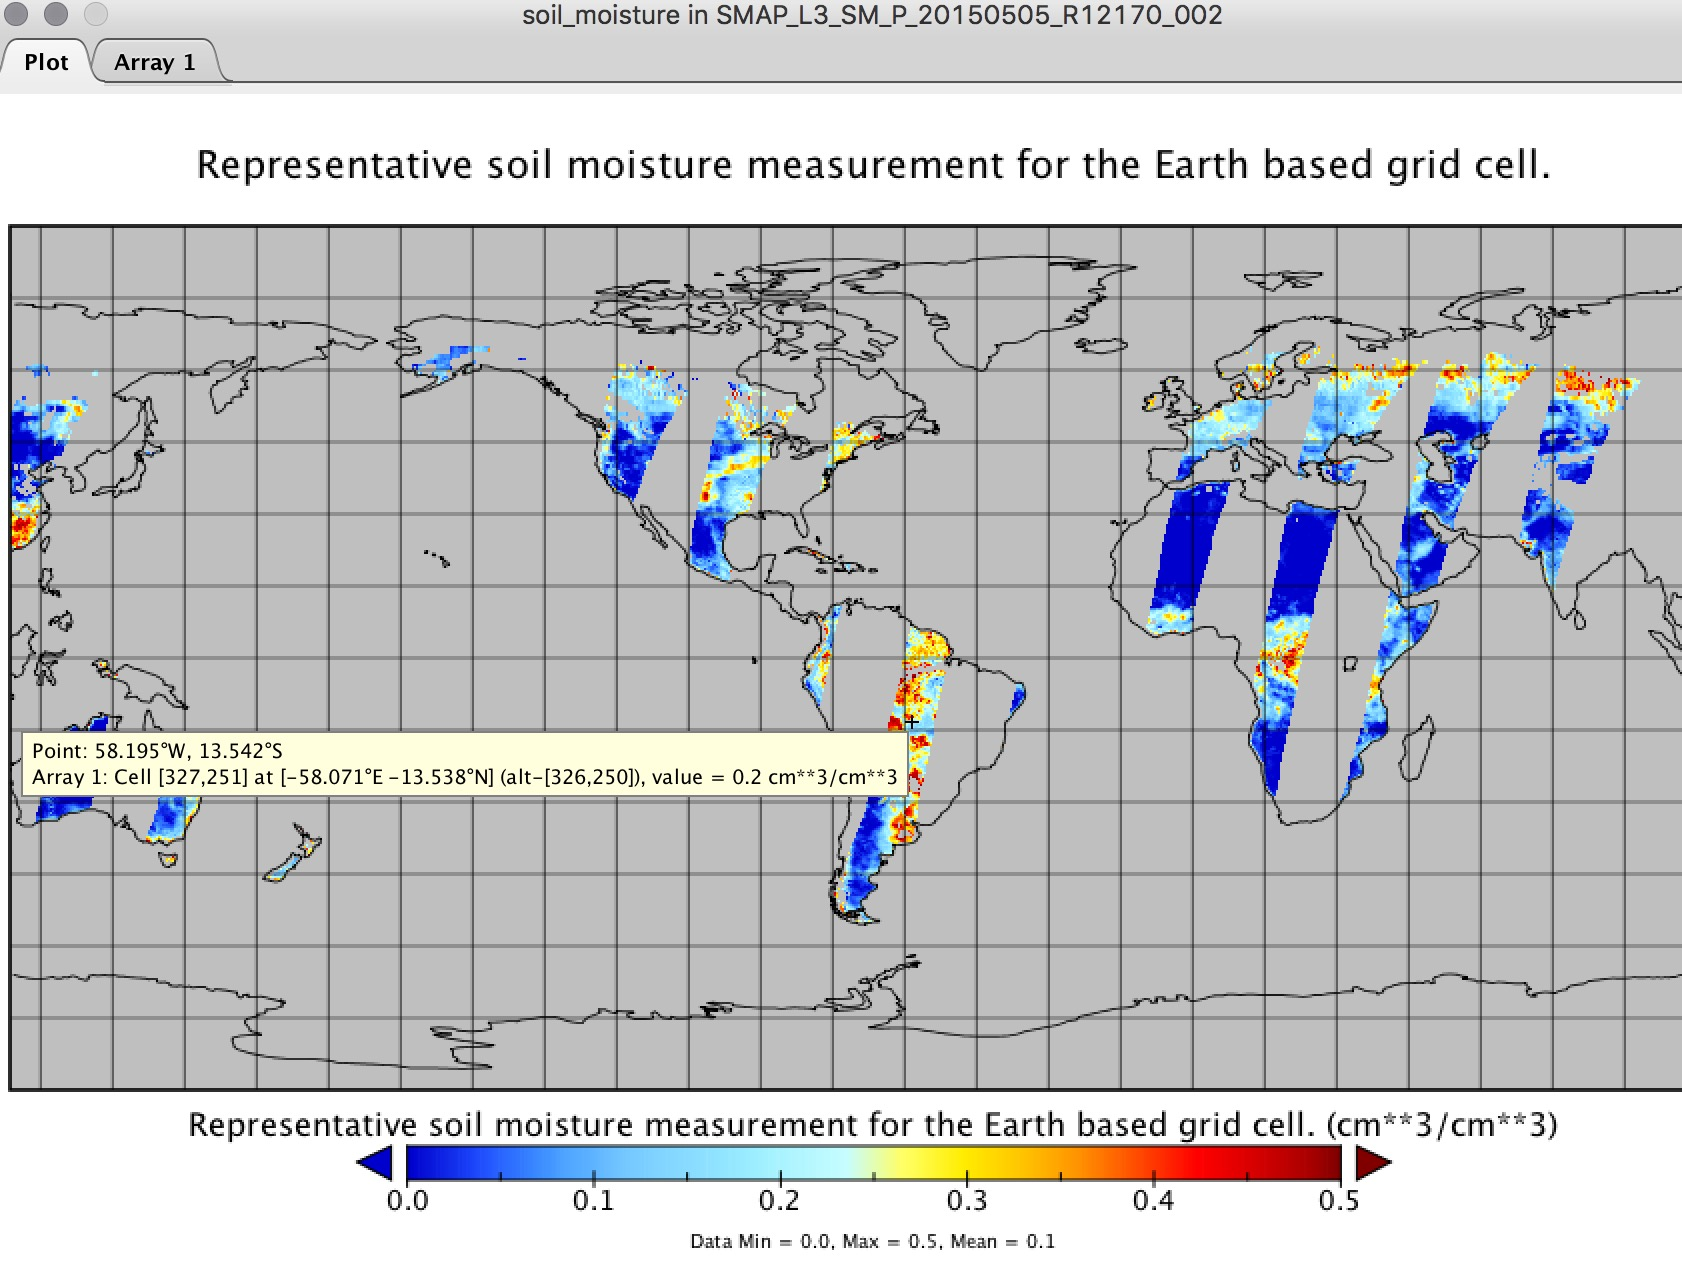 soil_moisture in SMAP_L3_SM_P_20150505_R12170_002
Plot Array 1
Representative soil moisture measurement for the Earth based grid cell.
Point: 58.195°W, 13.542°S
Array 1: Cell [327,251] at [-58.071°E -13.538°N] (alt-[326,250]), value = 0.2 cm**3/cm**3
Representative soil moisture measurement for the Earth based grid cell. (cm**3/cm**3)
0.0 0.1 0.2 0.3 0.4 0.5
Data Min = 0.0, Max = 0.5, Mean = 0.1